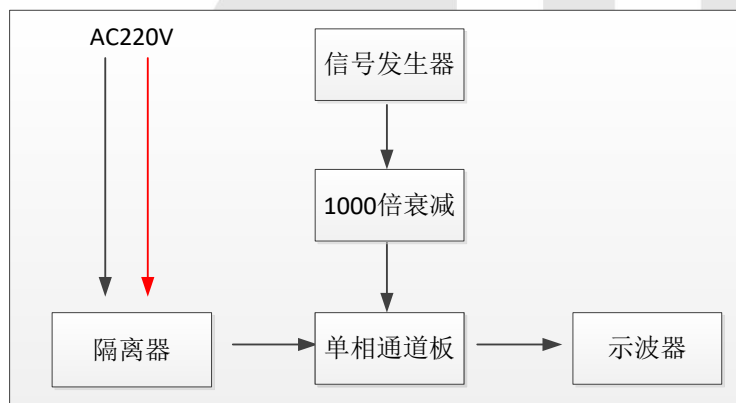 AC220V
信号发生器
1000倍衰减
隔离器
单相通道板
示波器